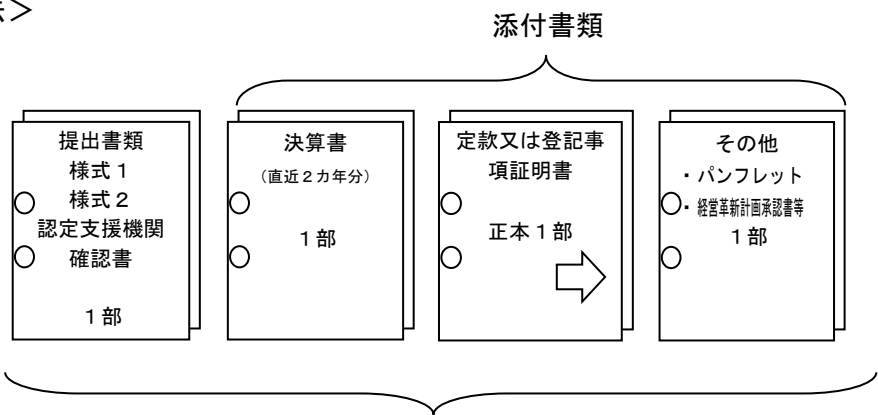 ＞
添付書類
提出書類
様式１
様式２
認定支援機関
確認書
１部
決算書
（直近２カ年分）
１部
定款又は登記事
項証明書
正本１部
その他
・パンフレット
・経営革新計画承認書等
１部